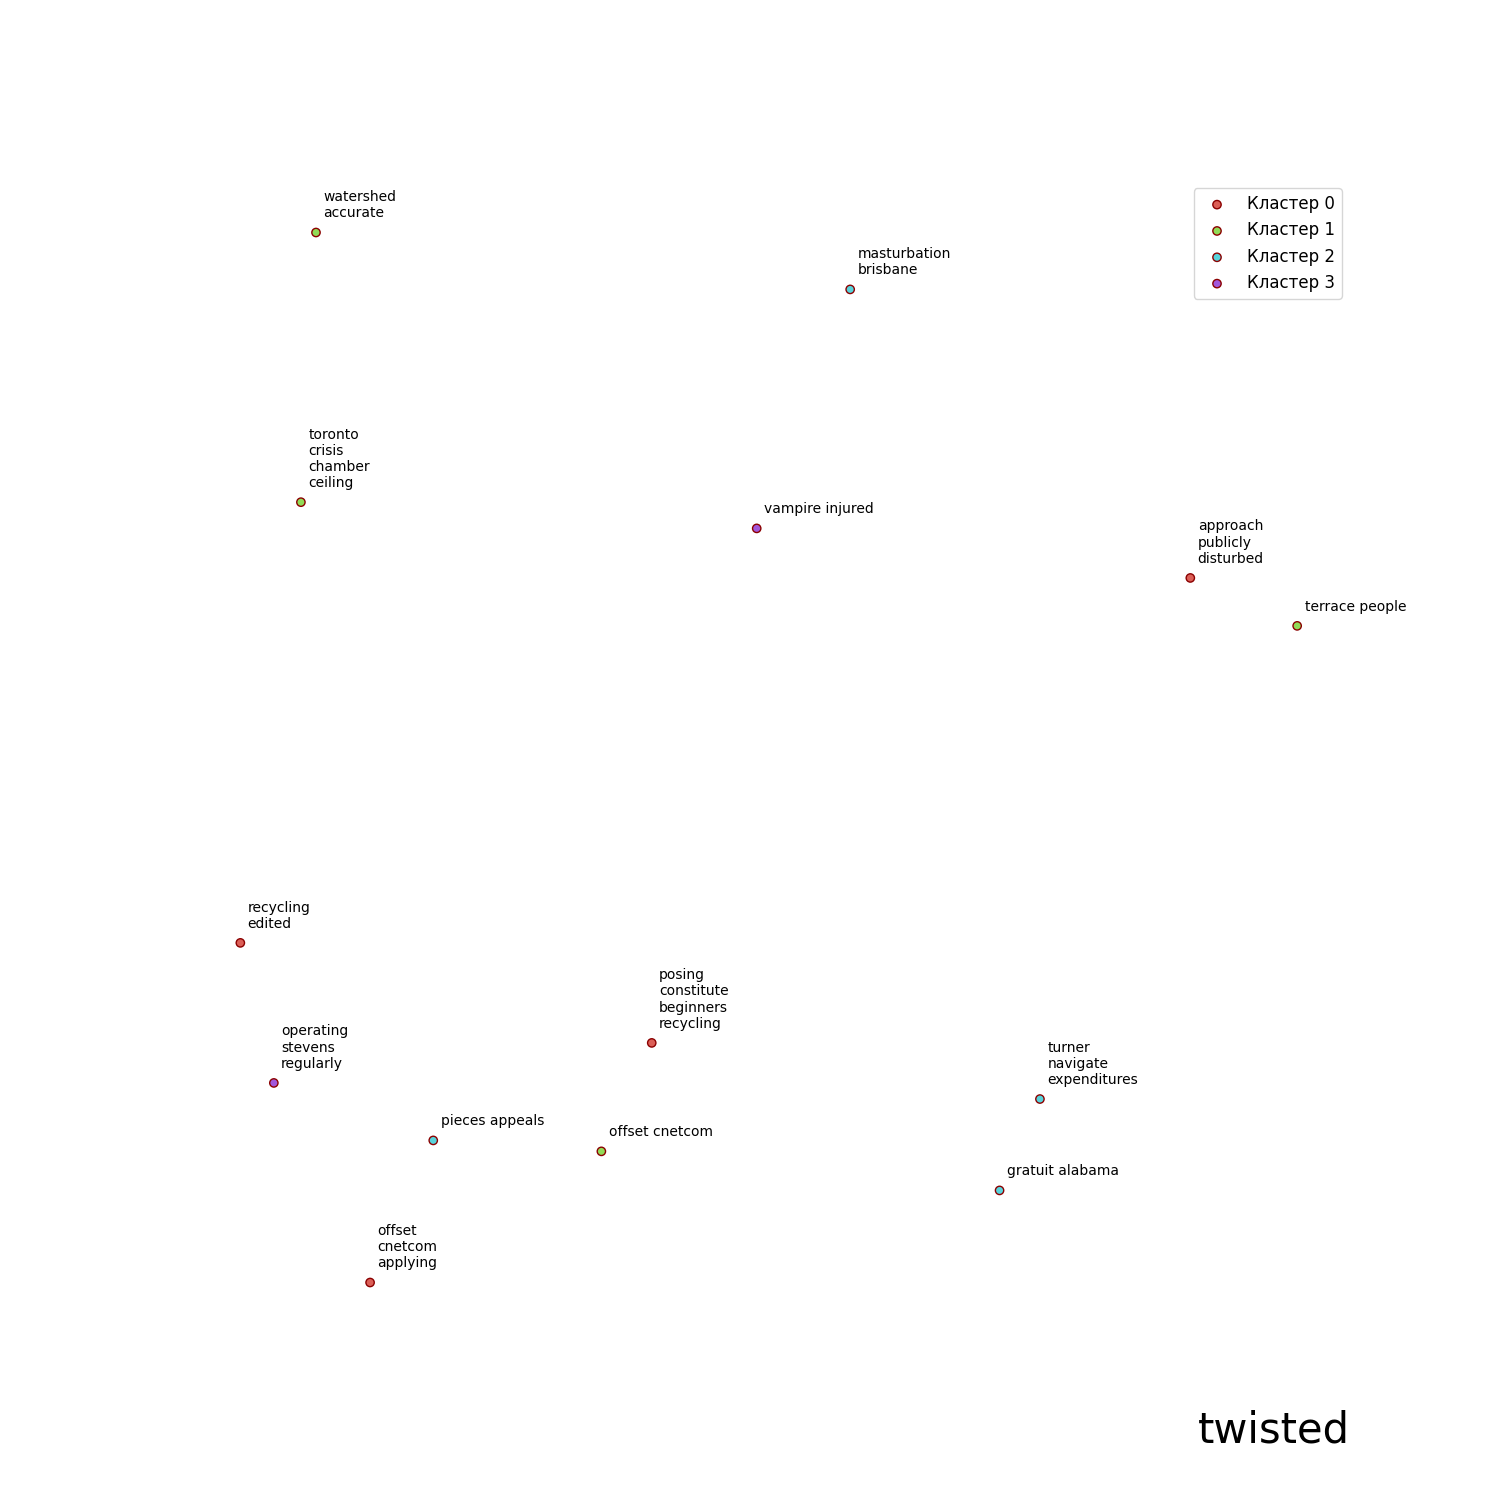 watershed
accurate
masturbation
brisbane
Кластер 0
Кластер 1
Кластер 2
Кластер 3
toronto
crisis
chamber
ceiling
vampire injured
approach
publicly
disturbed
terrace people
recycling
edited
posing
constitute
beginners
recycling
operating
stevens
regularly
turner
navigate
expenditures
pieces appeals
offset cnetcom
gratuit alabama
offset
cnetcom
applying
twisted